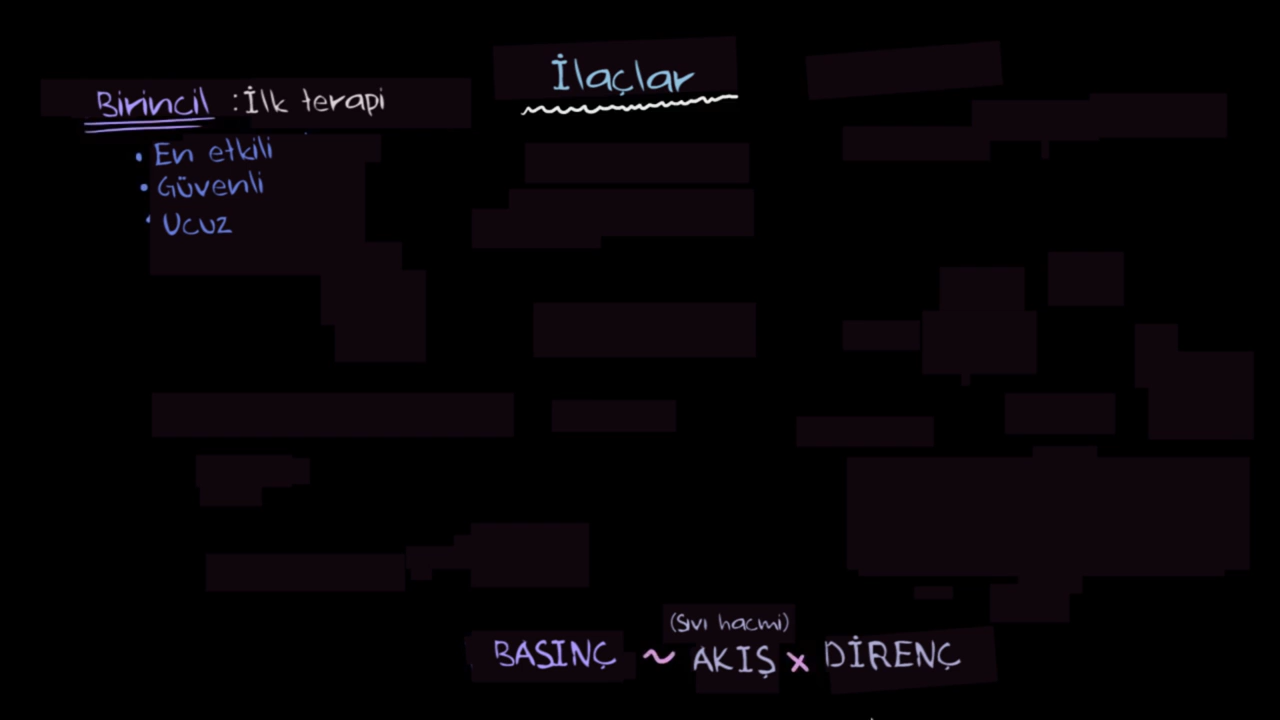 İlaçlar
Birincil : İlk terapi
• En etkili
• Güvenli
• Ucuz
(Sıvı hacmi)
BASINÇ ~ AKIŞ x DİRENÇ